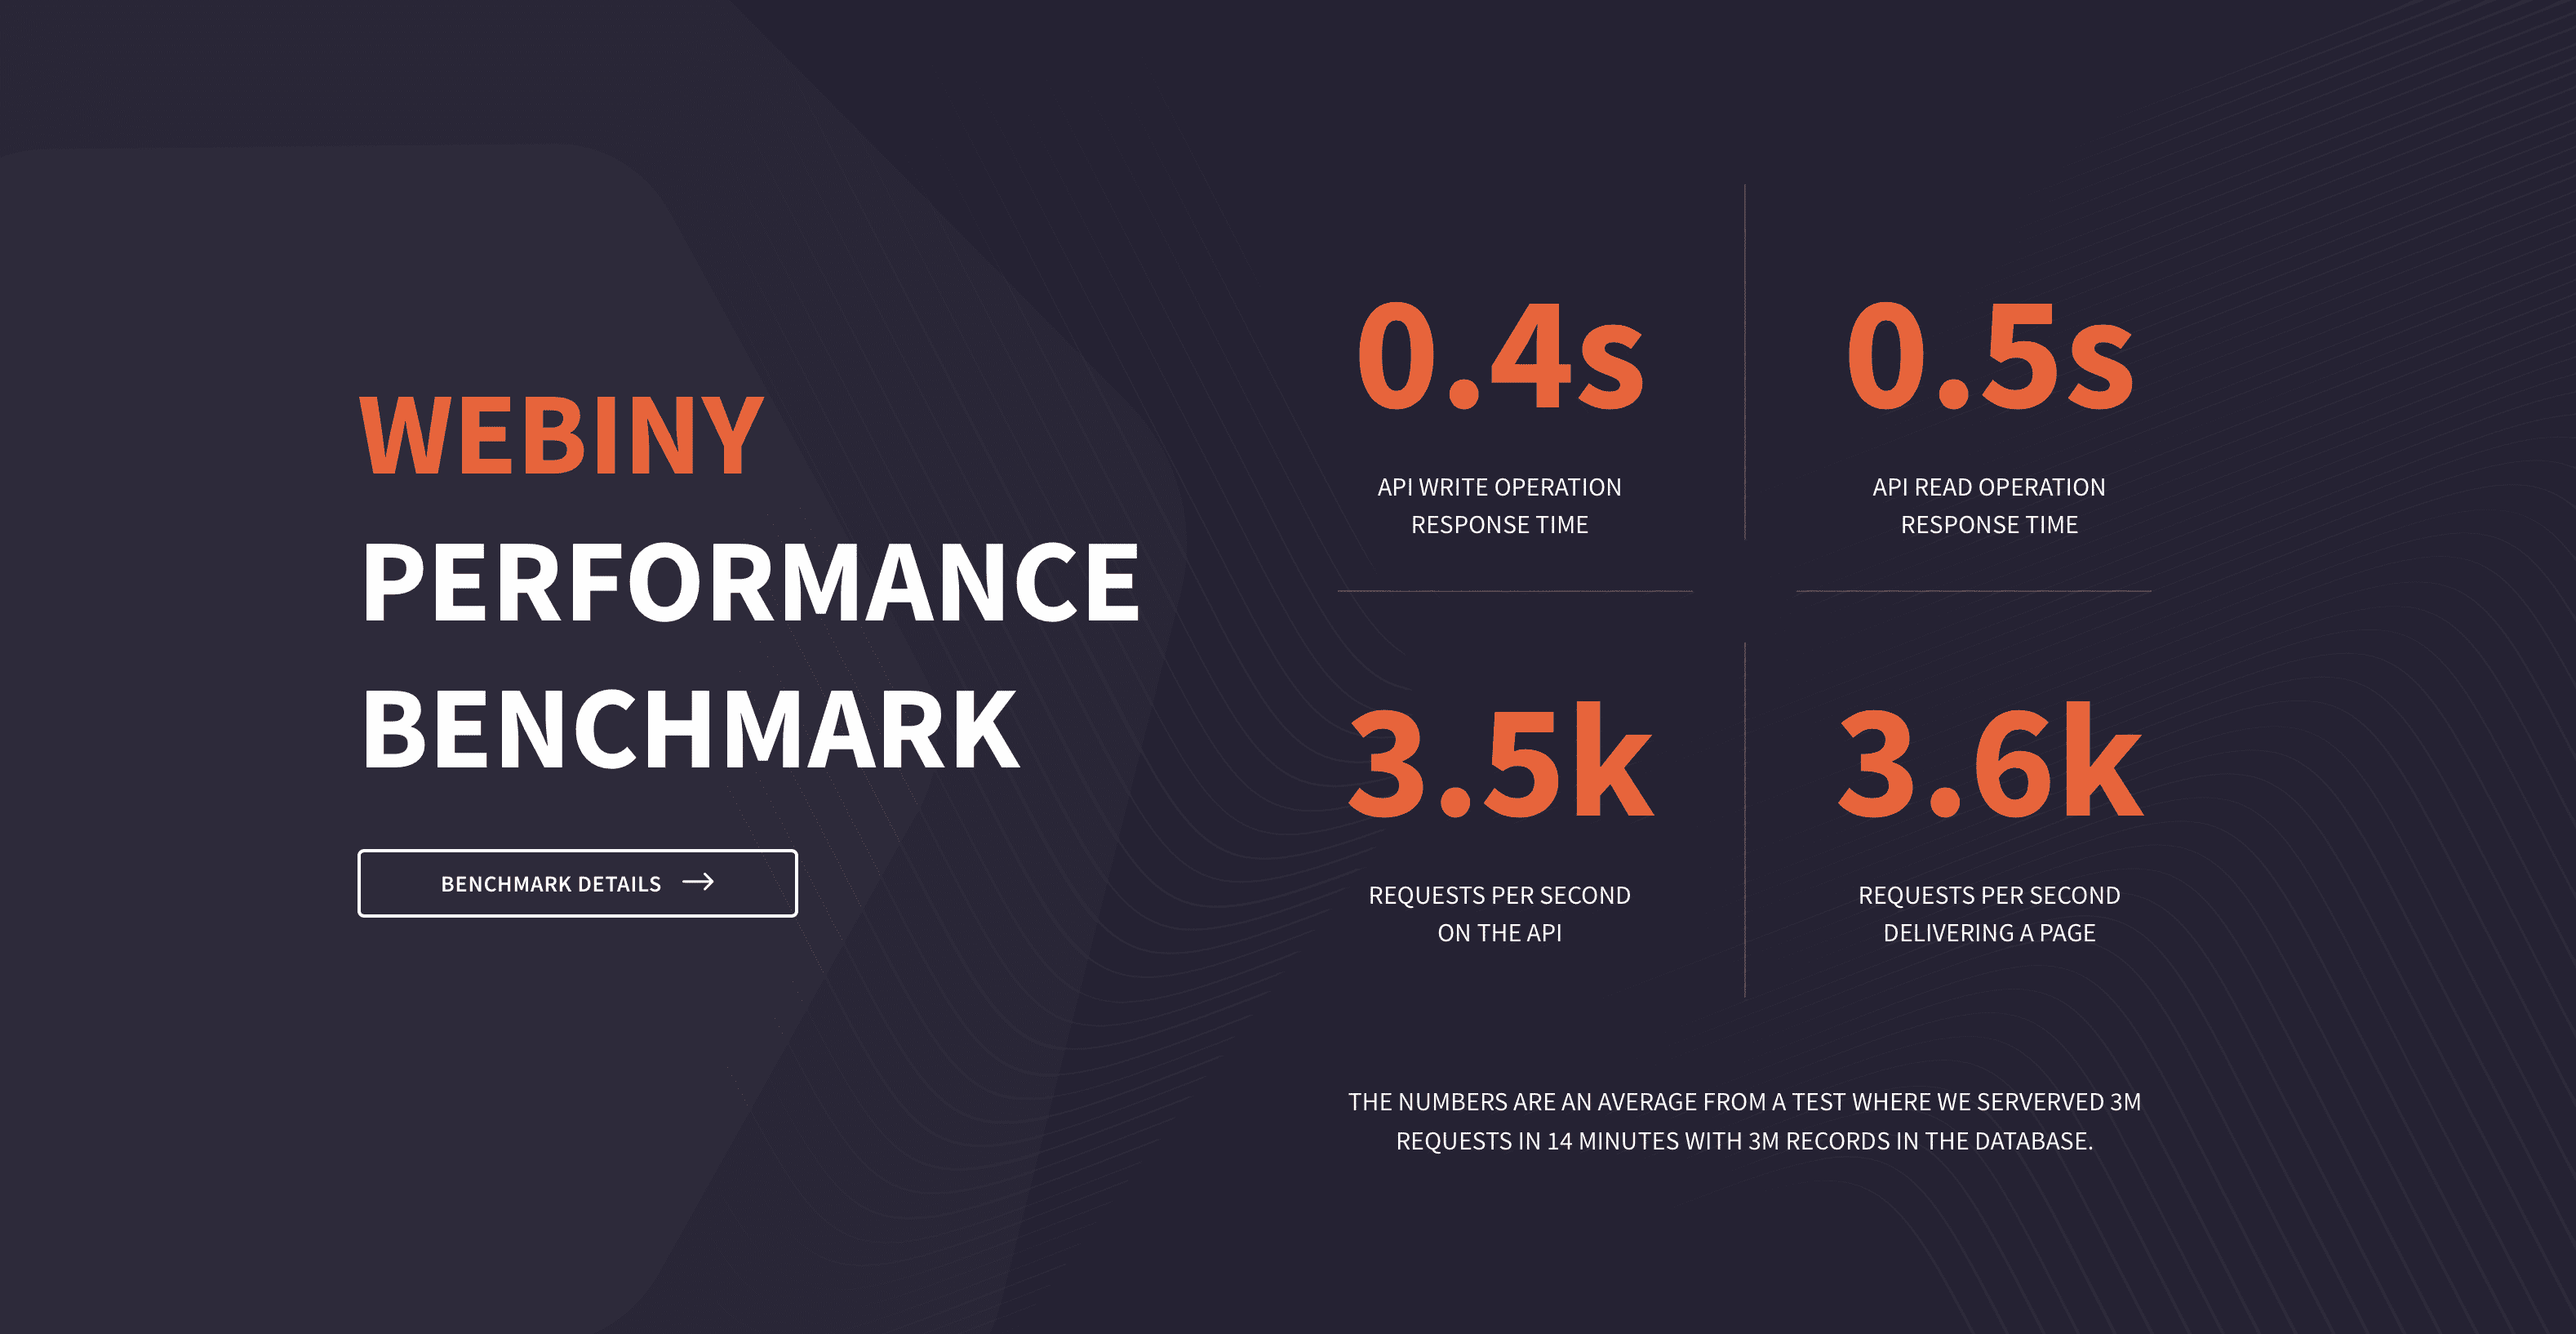 WEBINY
PERFORMANCE
BENCHMARK
BENCHMARK DETAILS
0.4s
API WRITE OPERATION
RESPONSE TIME
0.5s
API READ OPERATION
RESPONSE TIME
3.5k
REQUESTS PER SECOND
ON THE API
3.6k
REQUESTS PER SECOND
DELIVERING A PAGE
THE NUMBERS ARE AN AVERAGE FROM A TEST WHERE WE SERVERVED 3M
REQUESTS IN 14 MINUTES WITH 3M RECORDS IN THE DATABASE.